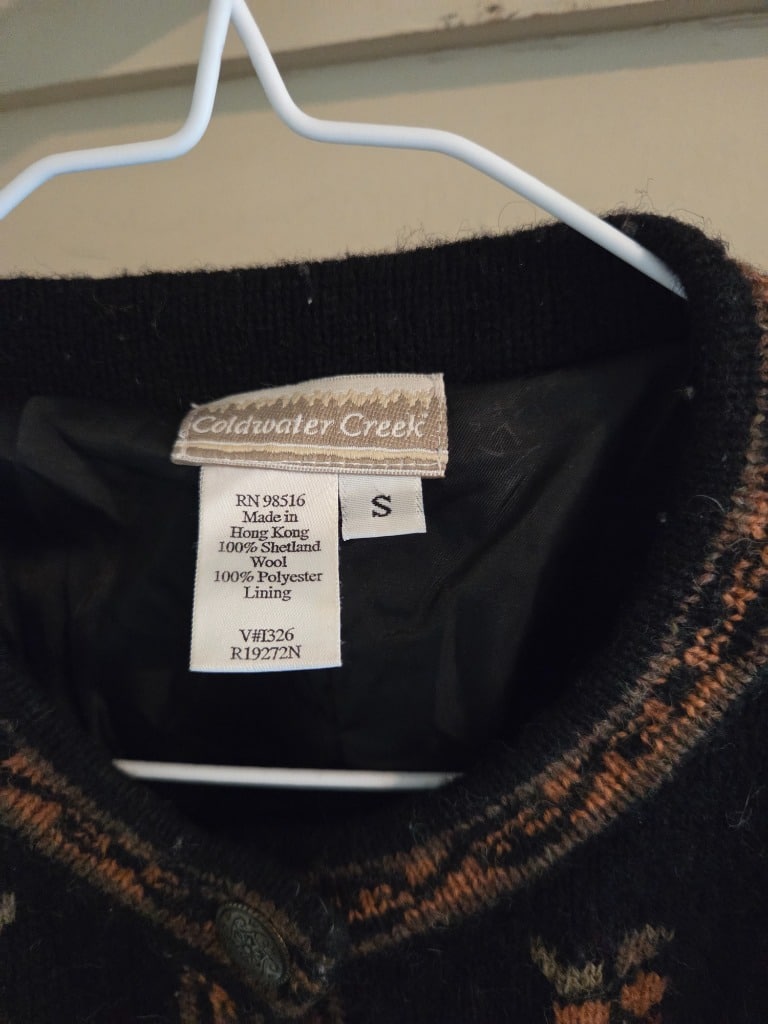 Coldwater Creek
S
RN 98516
Made in
Hong Kong
100% Shetland
Wool
100% Polyester
Lining
V#I326
R19272N